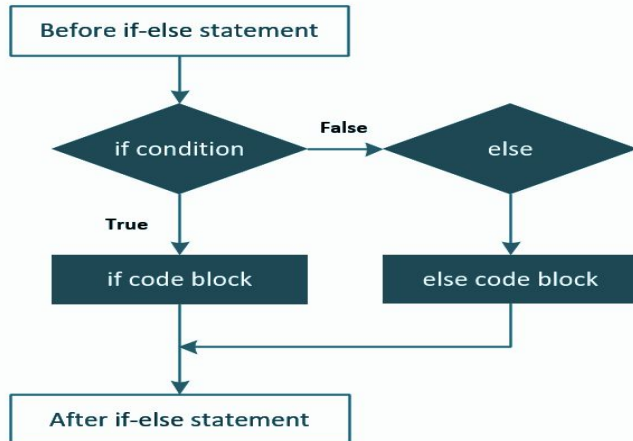 Before if-else statement
if condition
False
else
True
if code block
else code block
After if-else statement